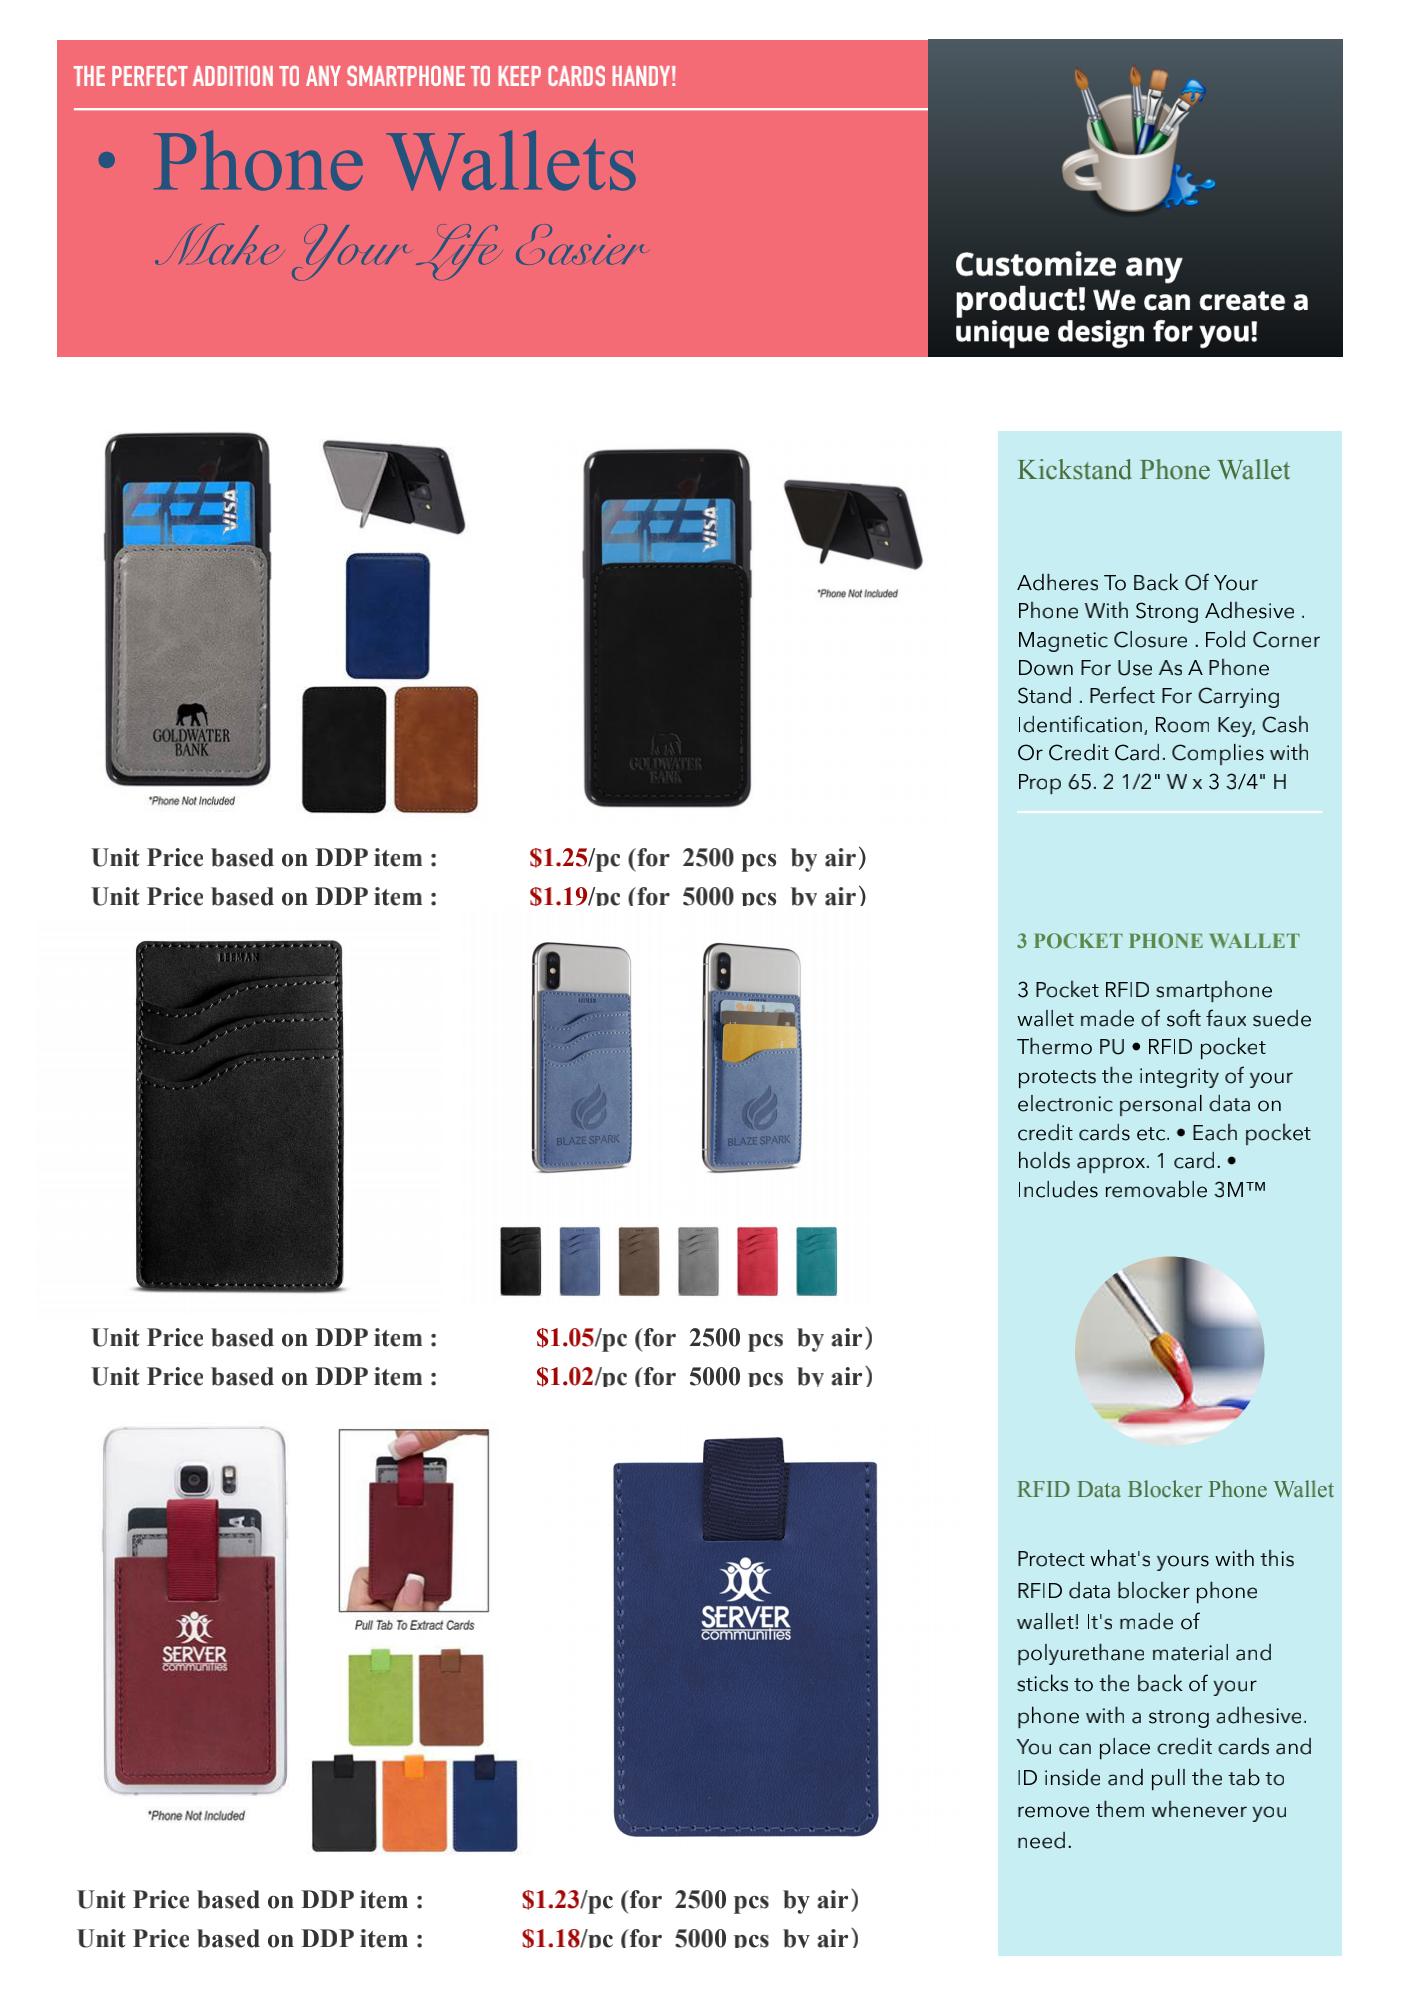 THE PERFECT ADDITION TO ANY SMARTPHONE TO KEEP CARDS HANDY!
• Phone Wallets
Make Your Life Easier
Customize any
product! We can create a
unique design for you!
VISA
GOLDWATER
BANK
*Phone Not Included
VISA
GOLDWATER
BANK
*Phone Not Included
Unit Price based on DDP item : $1.25/pc (for 2500 pcs by air)
Unit Price based on DDP item : $1.19/pc (for 5000 pcs by air)
Kickstand Phone Wallet
Adheres To Back Of Your
Phone With Strong Adhesive .
Magnetic Closure . Fold Corner
Down For Use As A Phone
Stand . Perfect For Carrying
Identification, Room Key, Cash
Or Credit Card. Complies with
Prop 65. 2 1/2" W x 3 3/4" H
LEEMAN
BLAZE SPARK
BLAZE SPARK
Unit Price based on DDP item : $1.05/pc (for 2500 pcs by air)
Unit Price based on DDP item : $1.02/pc (for 5000 pcs by air)
3 POCKET PHONE WALLET
3 Pocket RFID smartphone
wallet made of soft faux suede
Thermo PU • RFID pocket
protects the integrity of your
electronic personal data on
credit cards etc. • Each pocket
holds approx. 1 card. •
Includes removable 3M™
SERVER
communities
*Phone Not Included
Pull Tab To Extract Cards
SERVER
communities
Unit Price based on DDP item : $1.23/pc (for 2500 pcs by air)
Unit Price based on DDP item : $1.18/pc (for 5000 pcs by air)
RFID Data Blocker Phone Wallet
Protect what's yours with this
RFID data blocker phone
wallet! It's made of
polyurethane material and
sticks to the back of your
phone with a strong adhesive.
You can place credit cards and
ID inside and pull the tab to
remove them whenever you
need.